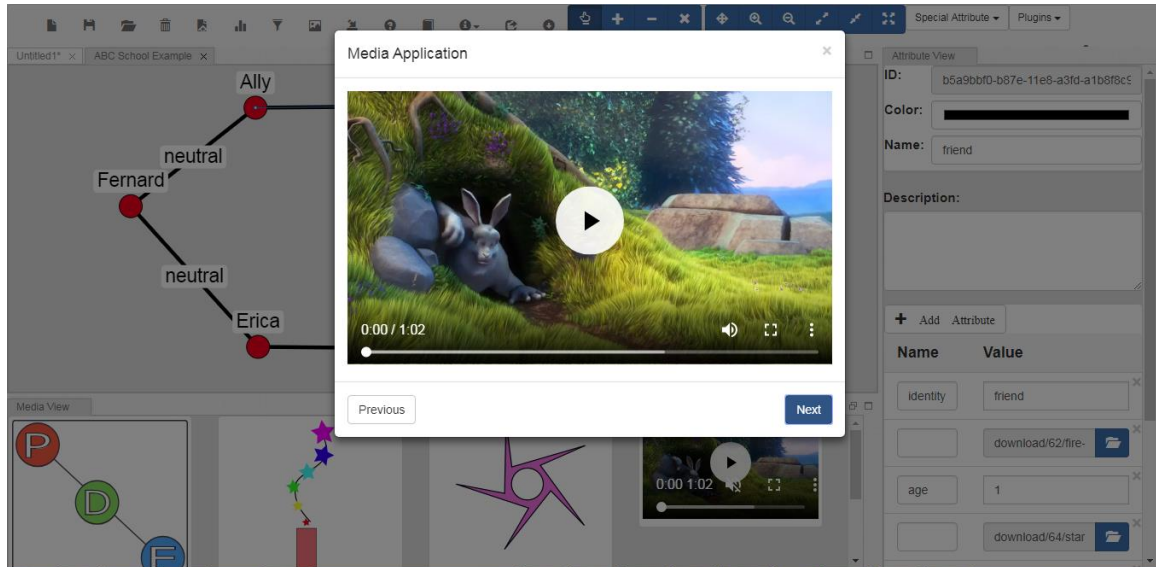 Special Attribute
Plugins
Untitled1*
ABC School Example
Media Application
Attribute View
ID:
b5a9bbf0-b87e-11e8-a3fd-a1b8f8c9
Color:
Name:
friend
Description:
Ally
neutral
Fernard
neutral
Erica
0:00 / 1:02
Previous
Next
Add Attribute
Name Value
identity
friend
download/62/fire-
age
1
download/64/star
Media View
P
D
F
0:00 1:02